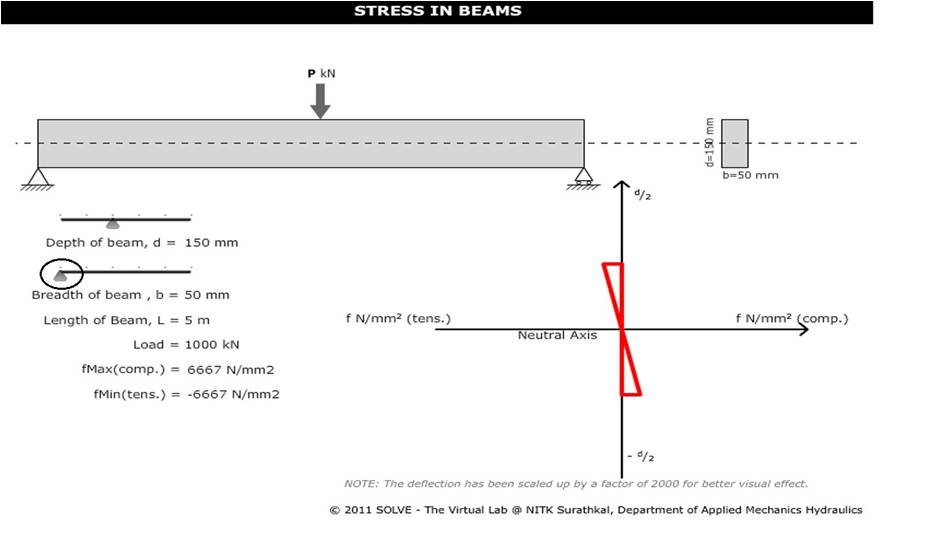 STRESS IN BEAMS
P kN
d=150 mm
b=50 mm
d/2
Depth of beam, d = 150 mm
Breadth of beam , b = 50 mm
Length of Beam, L = 5 m
Load = 1000 kN
fMax(comp.) = 6667 N/mm2
fMin(tens.) = -6667 N/mm2
f N/mm² (tens.)
Neutral Axis
f N/mm² (comp.)
- d/2
NOTE: The deflection has been scaled up by a factor of 2000 for better visual effect.
© 2011 SOLVE - The Virtual Lab @ NITK Surathkal, Department of Applied Mechanics Hydraulics